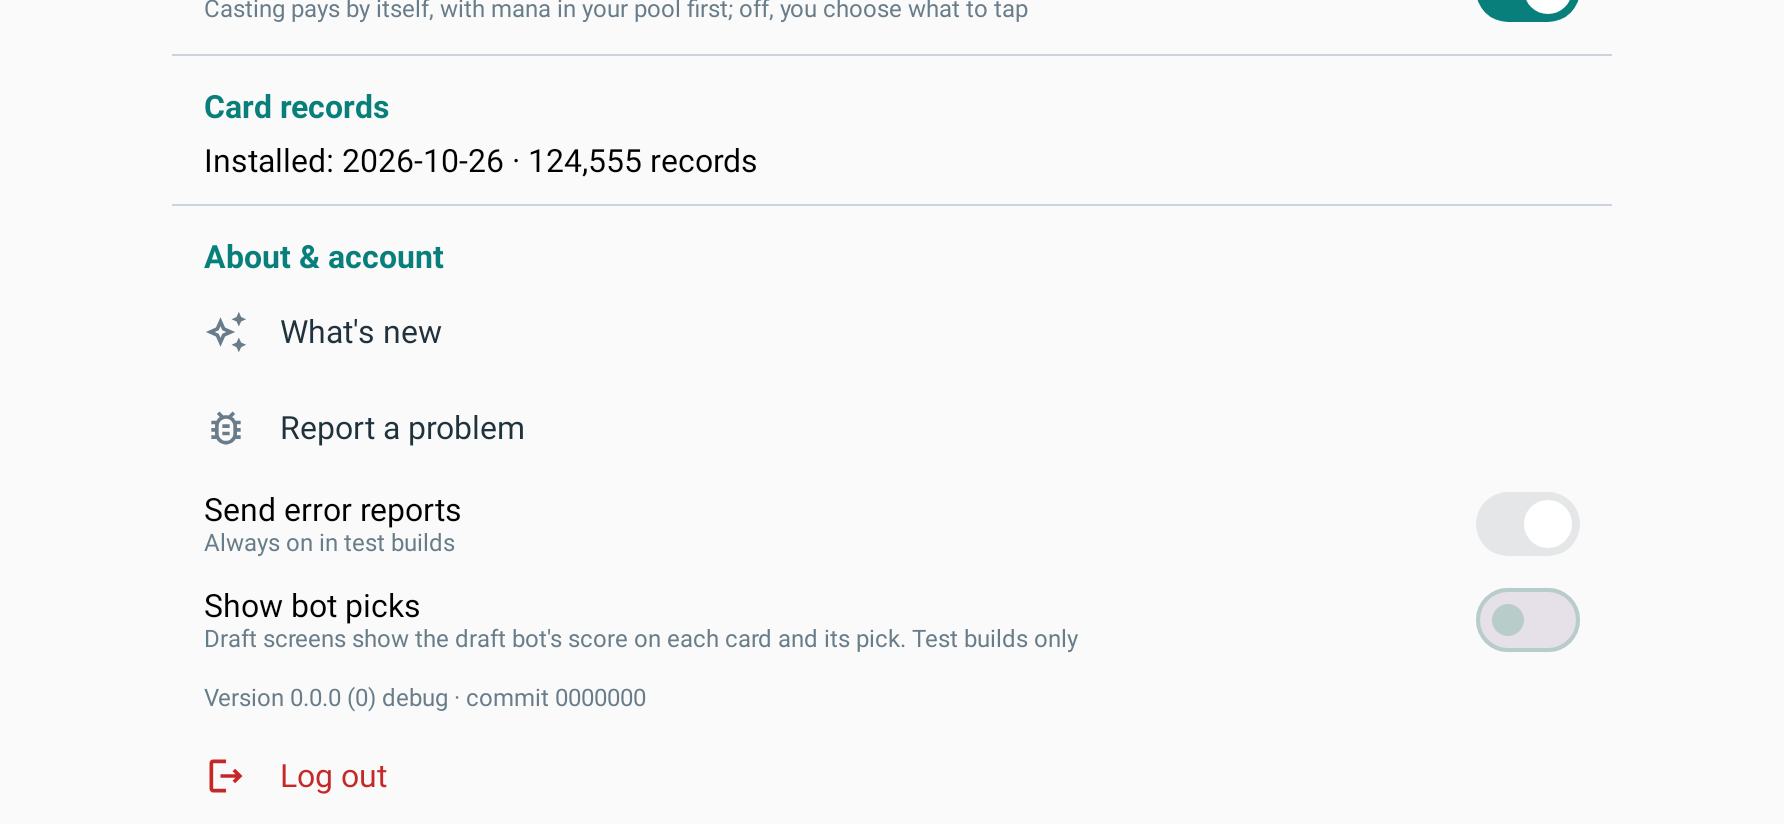 Casting pays by itself, with mana in your pool first; off, you choose what to tap
Card records
Installed: 2026-10-26 · 124,555 records
About & account
What's new
Report a problem
Send error reports
Always on in test builds
Show bot picks
Draft screens show the draft bot's score on each card and its pick. Test builds only
Version 0.0.0 (0) debug · commit 0000000
Log out